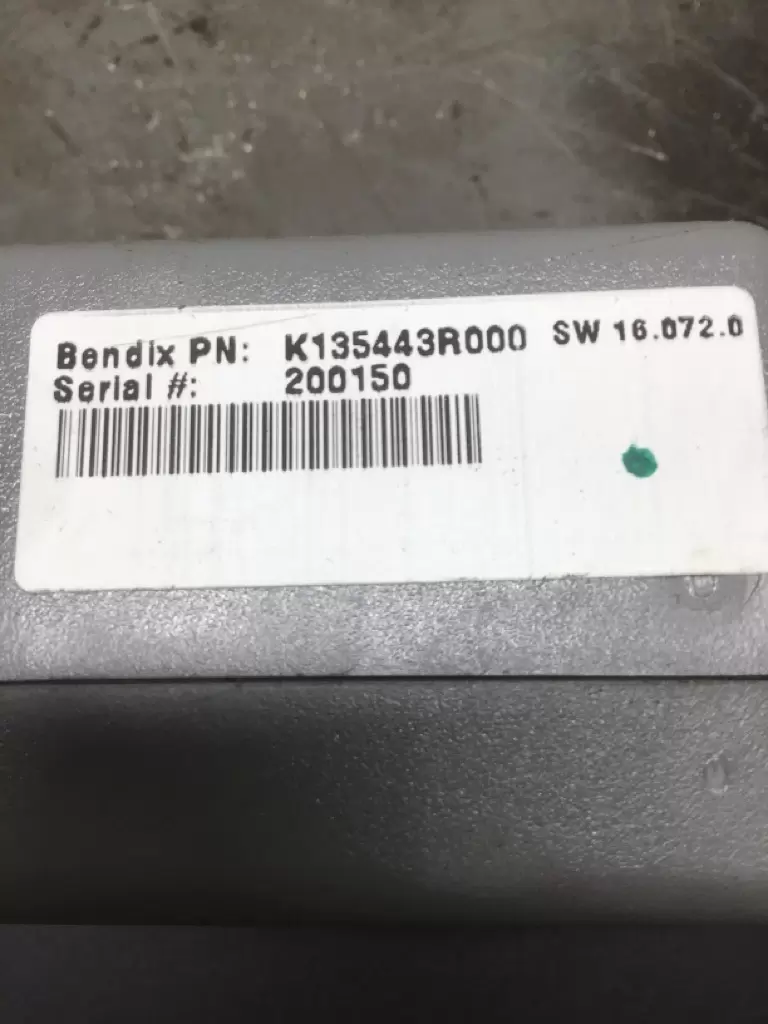 Bendix PN: K135443R000 SW 16.072.0
Serial #: 200150